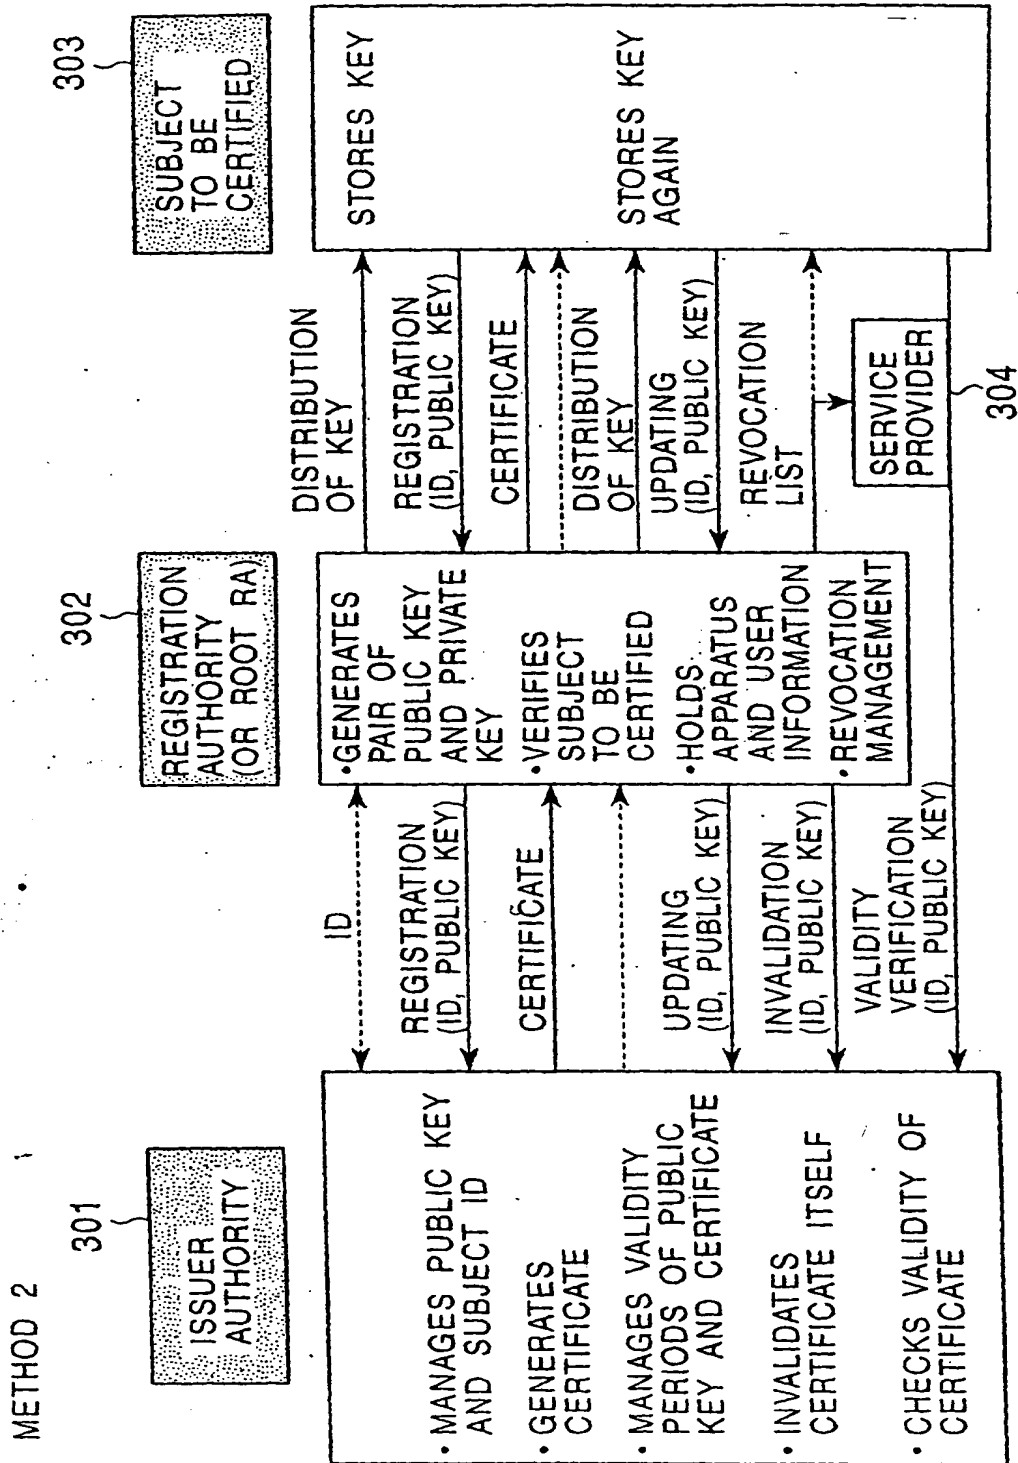 METHOD 2
301
ISSUER
AUTHORITY
• MANAGES PUBLIC KEY
AND SUBJECT ID
• GENERATES
CERTIFICATE
• MANAGES VALIDITY
PERIODS OF PUBLIC
KEY AND CERTIFICATE
• INVALIDATES
CERTIFICATE ITSELF
• CHECKS VALIDITY OF
CERTIFICATE
ID
REGISTRATION
(ID, PUBLIC KEY)
CERTIFICATE
UPDATING
(ID, PUBLIC KEY)
INVALIDATION
(ID, PUBLIC KEY)
VALIDITY
VERIFICATION
(ID, PUBLIC KEY)
302
REGISTRATION
AUTHORITY
(OR ROOT RA)
• GENERATES
PAIR OF
PUBLIC KEY
AND PRIVATE
KEY
• VERIFIES
SUBJECT
TO BE
CERTIFIED
• HOLDS
APPARATUS
AND USER
INFORMATION
• REVOCATION
MANAGEMENT
DISTRIBUTION
OF KEY
REGISTRATION
(ID, PUBLIC KEY)
CERTIFICATE
DISTRIBUTION
OF KEY
UPDATING
(ID, PUBLIC KEY)
REVOCATION
LIST
SERVICE
PROVIDER
304
303
SUBJECT
TO BE
CERTIFIED
STORES KEY
STORES KEY
AGAIN